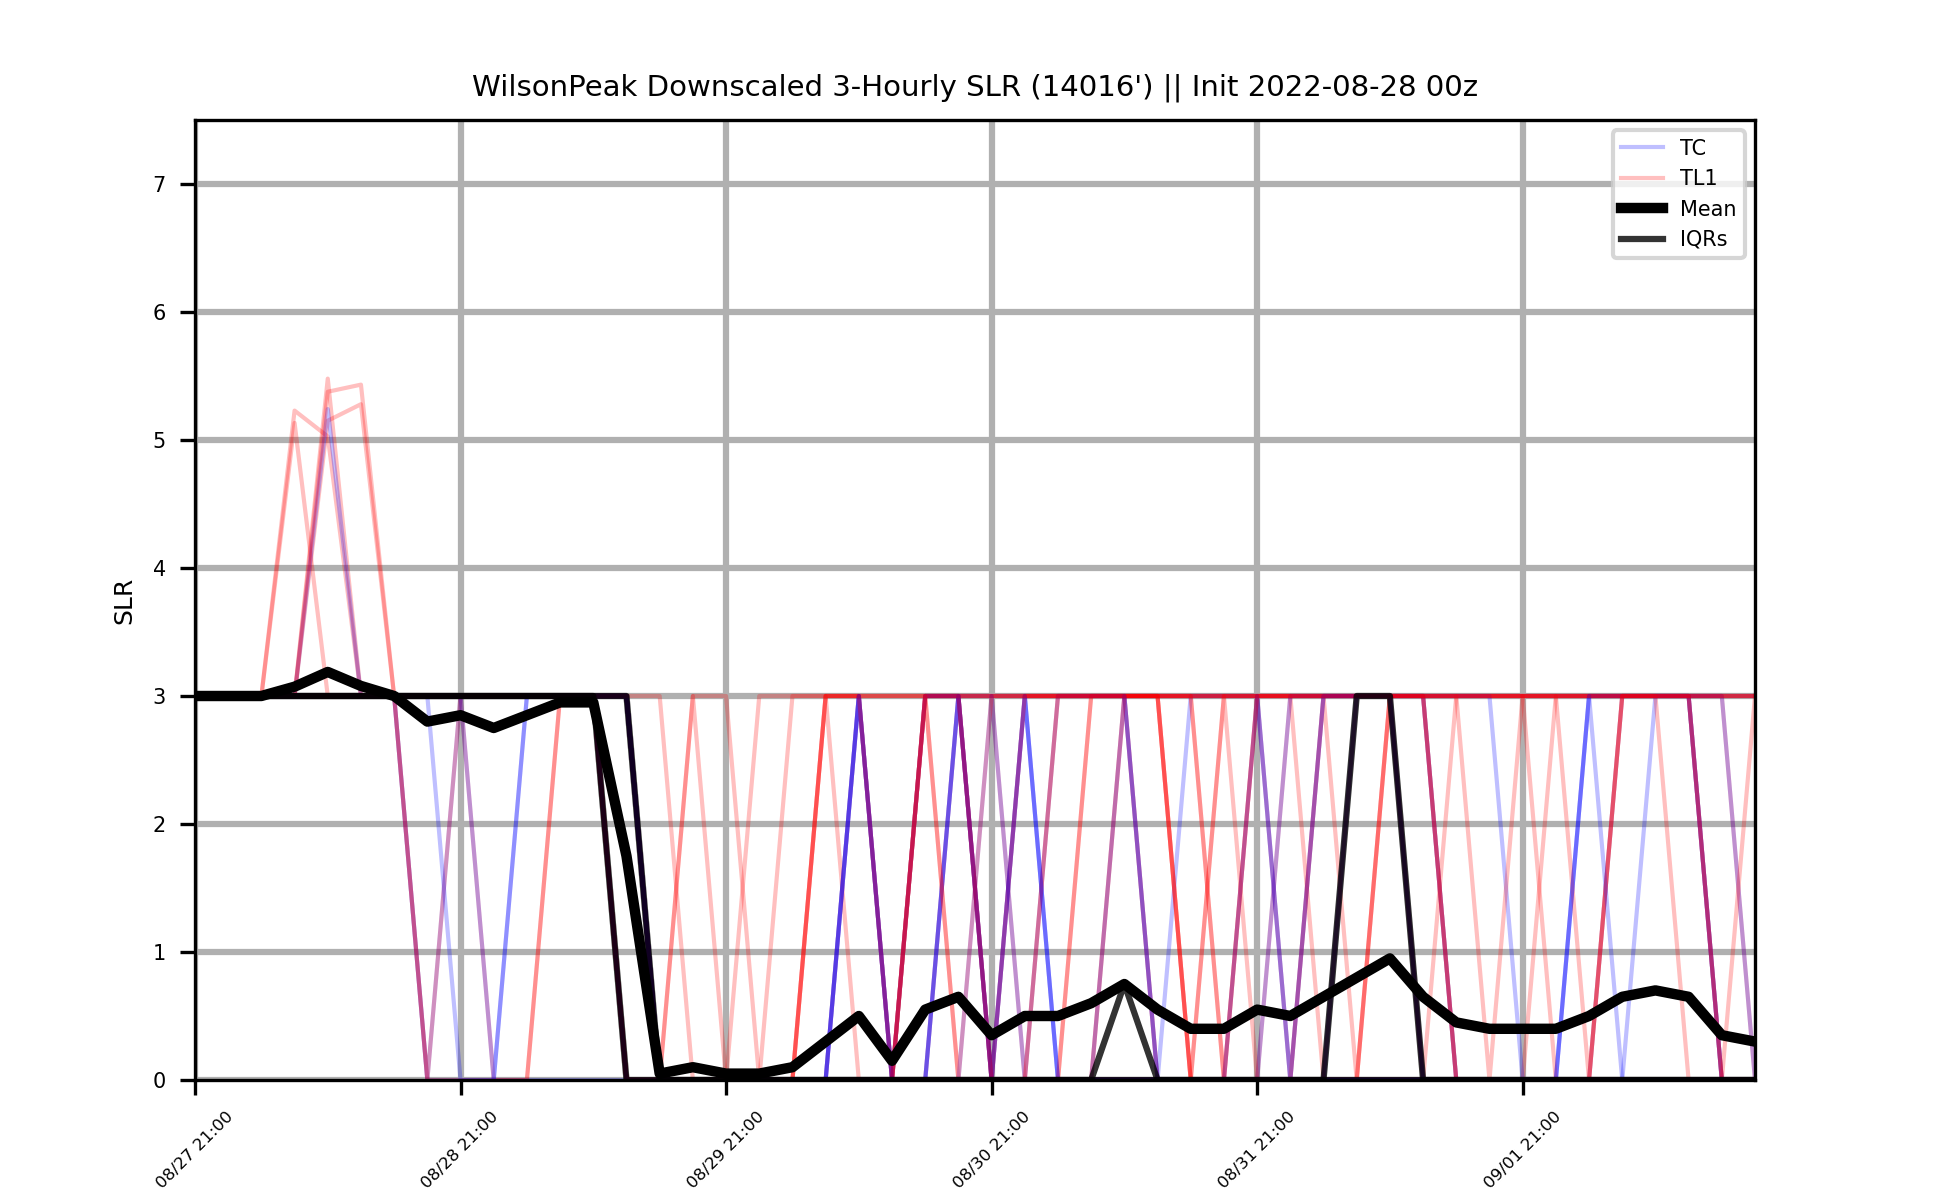 WilsonPeak Downscaled 3-Hourly SLR (14016') || Init 2022-08-28 00z
TC
TL1
Mean
IQRs
7
6
5
4
3
2
1
0
SLR
08/27 21:00
08/28 21:00
08/29 21:00
08/30 21:00
08/31 21:00
09/01 21:00